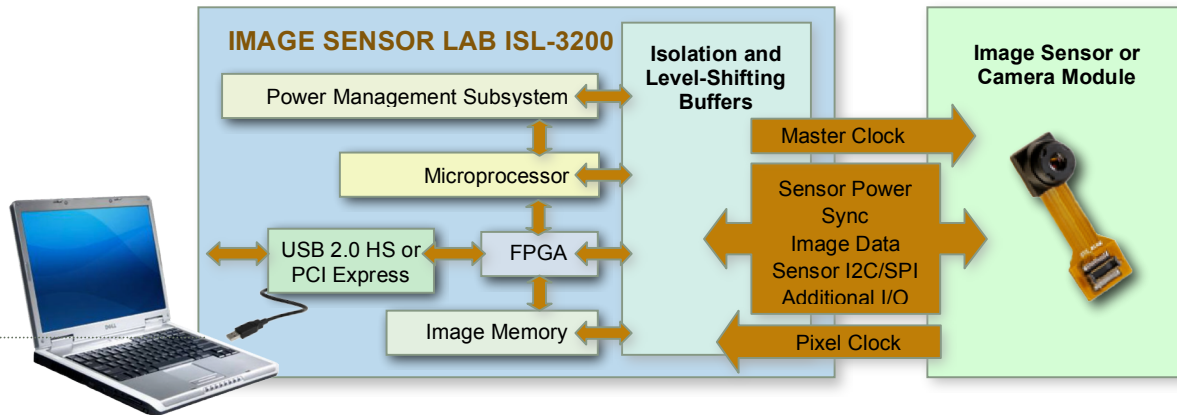 IMAGE SENSOR LAB ISL-3200
Isolation and
Level-Shifting
Buffers
Image Sensor or
Camera Module
Power Management Subsystem
Master Clock
Microprocessor
Sensor Power
Sync
Image Data
Sensor I2C/SPI
Additional I/O
USB 2.0 HS or
PCI Express
FPGA
Image Memory
Pixel Clock
DELL